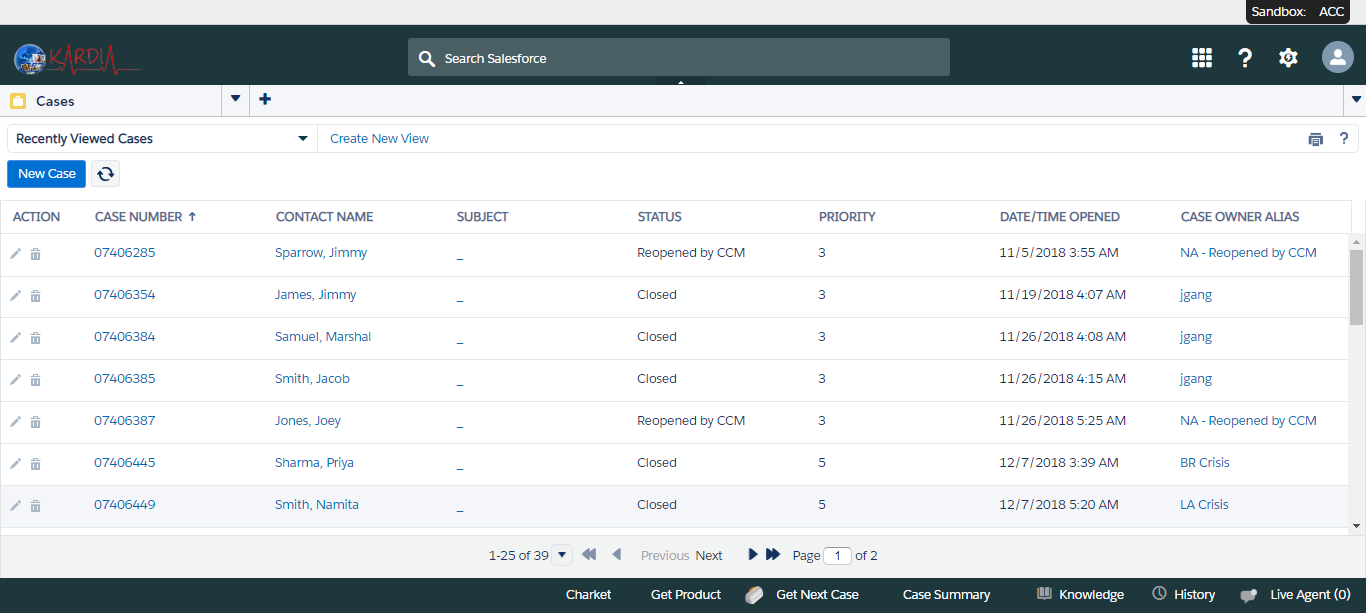 Sandbox: ACC
KARDIA Search Salesforce ?
Cases
Recently Viewed Cases Create New View ?
New Case
ACTION CASE NUMBER ↑ CONTACT NAME SUBJECT STATUS PRIORITY DATE/TIME OPENED CASE OWNER ALIAS
07406285 Sparrow, Jimmy _ Reopened by CCM 3 11/5/2018 3:55 AM NA - Reopened by CCM
07406354 James, Jimmy _ Closed 3 11/19/2018 4:07 AM jgang
07406384 Samuel, Marshal _ Closed 3 11/26/2018 4:08 AM jgang
07406385 Smith, Jacob _ Closed 3 11/26/2018 4:15 AM jgang
07406387 Jones, Joey _ Reopened by CCM 3 11/26/2018 5:25 AM NA - Reopened by CCM
07406445 Sharma, Priya _ Closed 5 12/7/2018 3:39 AM BR Crisis
07406449 Smith, Namita _ Closed 5 12/7/2018 5:20 AM LA Crisis
1-25 of 39 Previous Next Page 1 of 2
Charket Get Product Get Next Case Case Summary Knowledge History Live Agent (0)